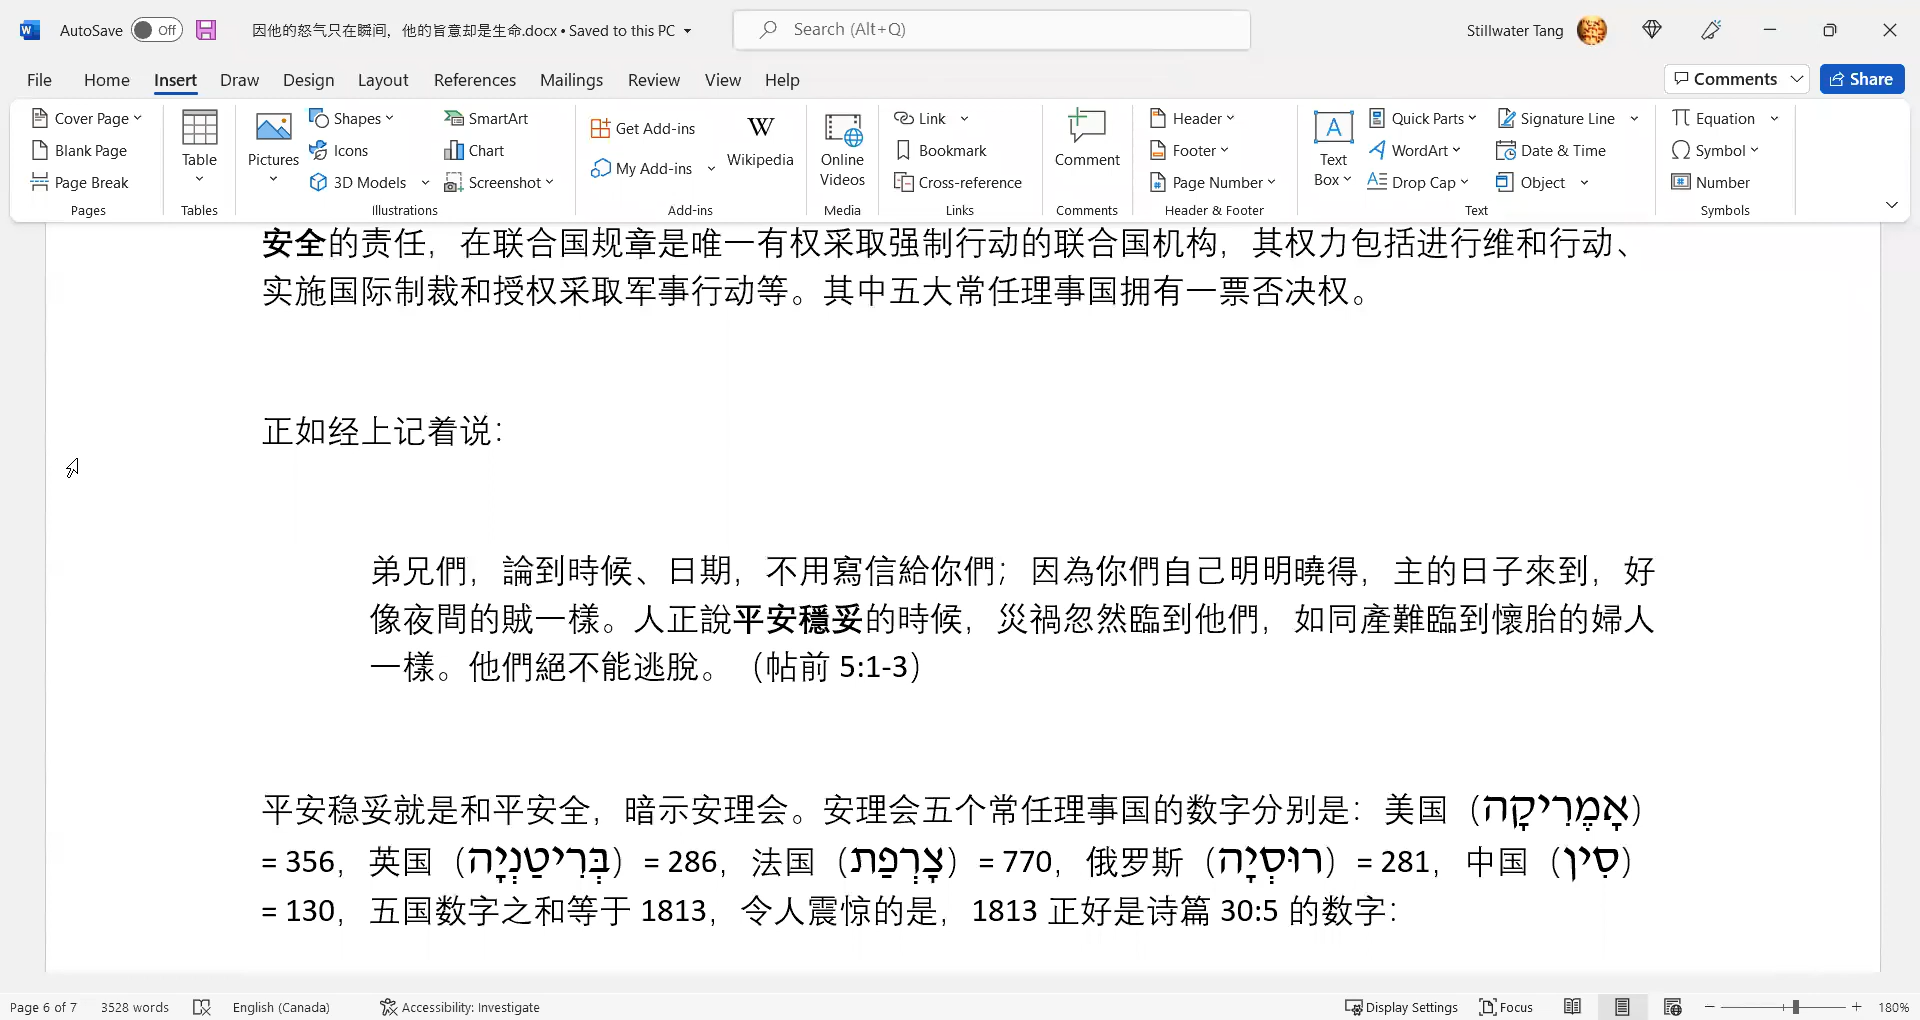 AutoSave Off 因他的怒气只在瞬间，他的旨意却是生命.docx • Saved to this PC Search (Alt+Q) Stillwater Tang
File Home Insert Draw Design Layout References Mailings Review View Help Comments Share
Cover Page Shapes SmartArt Link Header Quick Parts Signature Line Equation
Get Add-ins
Blank Page Icons Chart Bookmark Footer WordArt Date & Time Symbol
Table Pictures Wikipedia Online Videos Comment Text Box
My Add-ins
Page Break 3D Models Screenshot Cross-reference Page Number Drop Cap Object Number
Pages Tables Illustrations Add-ins Media Links Comments Header & Footer Text Symbols
安全的责任，在联合国规章是唯一有权采取强制行动的联合国机构，其权力包括进行维和行动、
实施国际制裁和授权采取军事行动等。其中五大常任理事国拥有一票否决权。
正如经上记着说：
弟兄們，論到時候、日期，不用寫信給你們；因為你們自己明明曉得，主的日子來到，好
像夜間的賊一樣。人正說平安穩妥的時候，災禍忽然臨到他們，如同產難臨到懷胎的婦人
一樣。他們絕不能逃脫。（帖前 5:1-3）
平安稳妥就是和平安全，暗示安理会。安理会五个常任理事国的数字分别是：美国（אָמֶרִיקָה）
= 356，英国（בְּרִיטַנְיָה）= 286，法国（צָרְפַת）= 770，俄罗斯（רוּסְיָה）= 281，中国（סִין）
= 130，五国数字之和等于 1813，令人震惊的是，1813 正好是诗篇 30:5 的数字：
Page 6 of 7 3528 words English (Canada) Accessibility: Investigate Display Settings Focus 180%